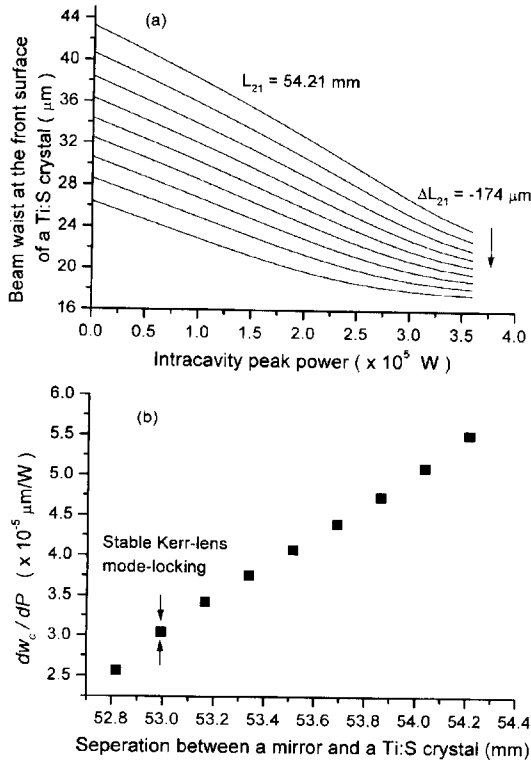 (a)
44
40
36
32
28
24
20
16
Beam waist at the front surface
of a Ti:S crystal ( μm )
L21 = 54.21 mm
ΔL21 = -174 μm
0.0 0.5 1.0 1.5 2.0 2.5 3.0 3.5 4.0
Intracavity peak power ( x 10^5 W )
(b)
6.0
5.5
5.0
4.5
4.0
3.5
3.0
2.5
dwc / dP ( x 10^-5 μm/W )
Stable Kerr-lens
mode-locking
52.8 53.0 53.2 53.4 53.6 53.8 54.0 54.2 54.4
Seperation between a mirror and a Ti:S crystal (mm)